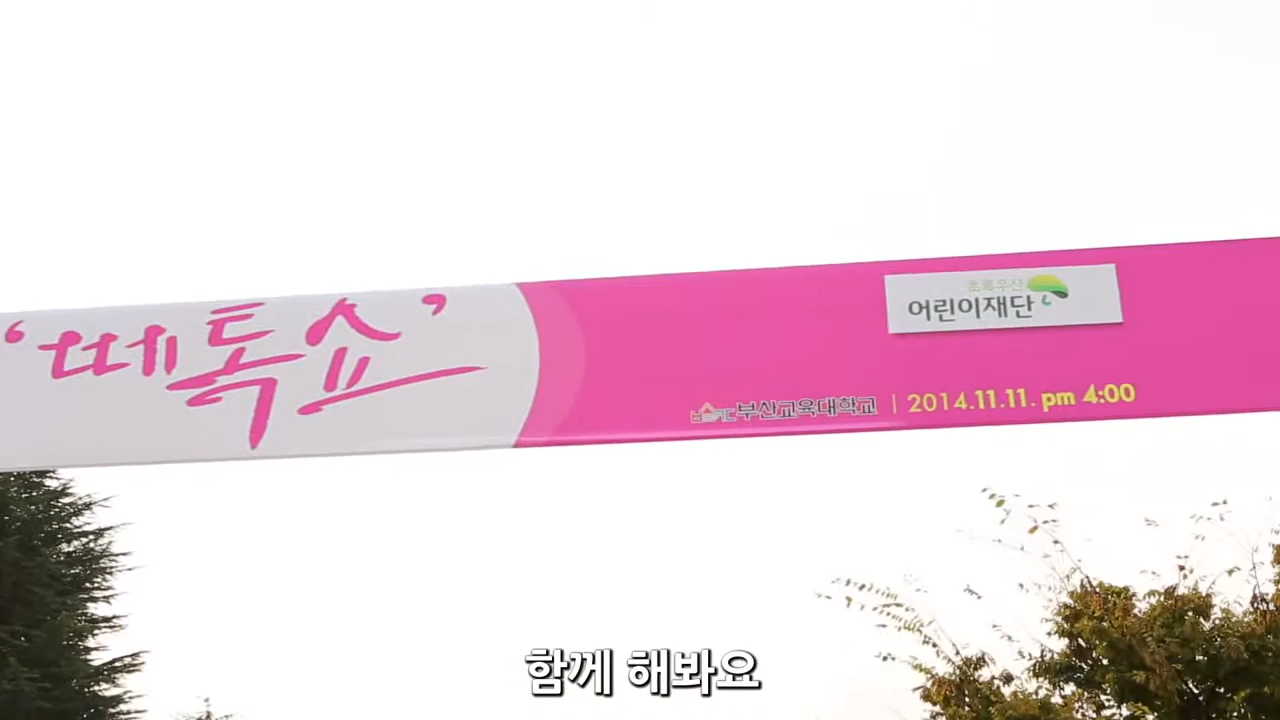 '떼톡쇼'
초록우산
어린이재단
부산교육대학교 | 2014.11.11. pm 4:00
함께 해봐요